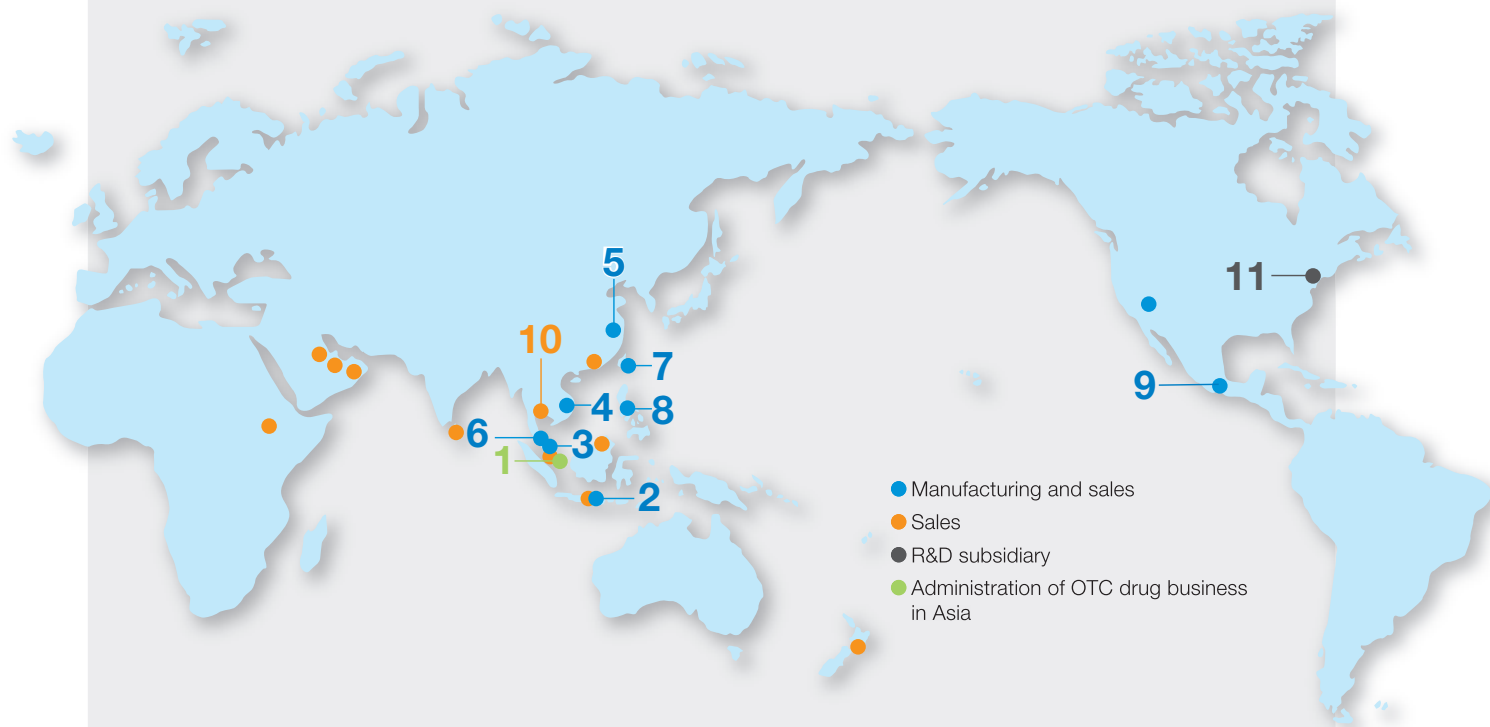 5
10
11
7
9
4
8
6
3
1
2
Manufacturing and sales
Sales
R&D subsidiary
Administration of OTC drug business
in Asia